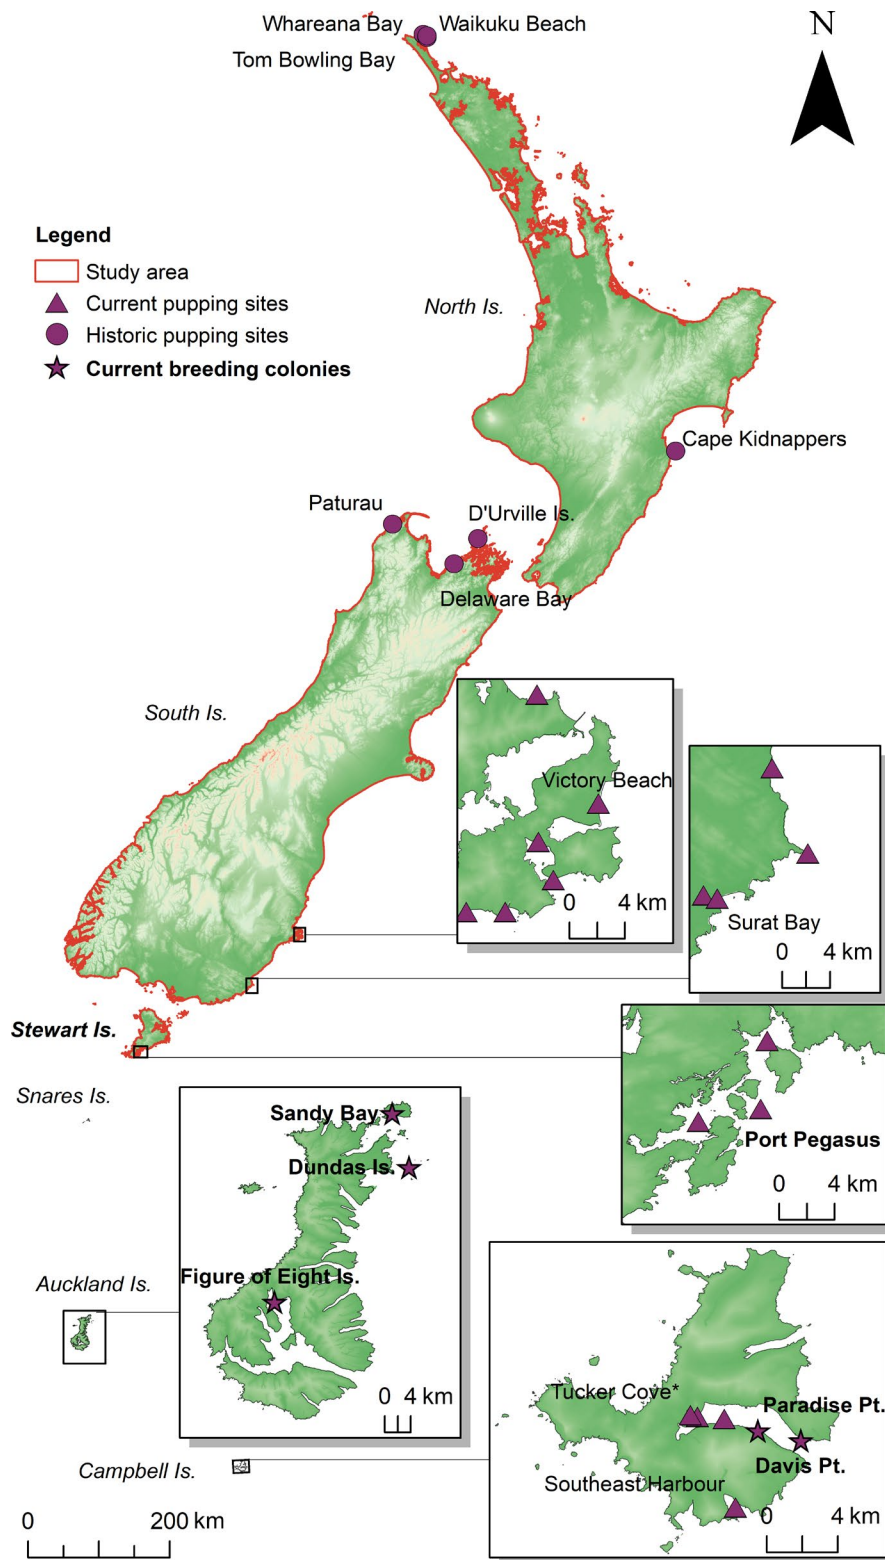 Whareana Bay
Waikuku Beach
N
Tom Bowling Bay
Legend
Study area
Current pupping sites
Historic pupping sites
Current breeding colonies
North Is.
Cape Kidnappers
Paturau
D'Urville Is.
Delaware Bay
South Is.
Victory Beach
0 4 km
Surat Bay
0 4 km
Stewart Is.
Snares Is.
Port Pegasus
0 4 km
Sandy Bay
Dundas Is.
Figure of Eight Is.
0 4 km
Auckland Is.
Tucker Cove*
Paradise Pt.
Davis Pt.
Southeast Harbour
0 4 km
Campbell Is.
0 200 km